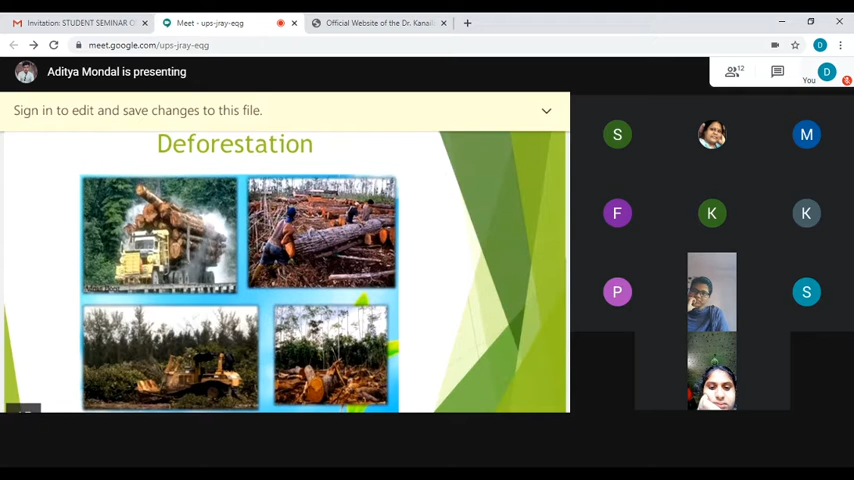 Invitation: STUDENT SEMINAR O
Meet - ups-jray-eqg
Official Website of the Dr. Kanail
meet.google.com/ups-jray-eqg
D
Aditya Mondal is presenting
12
D
You
Sign in to edit and save changes to this file.
Deforestation
S
M
F
K
K
P
S